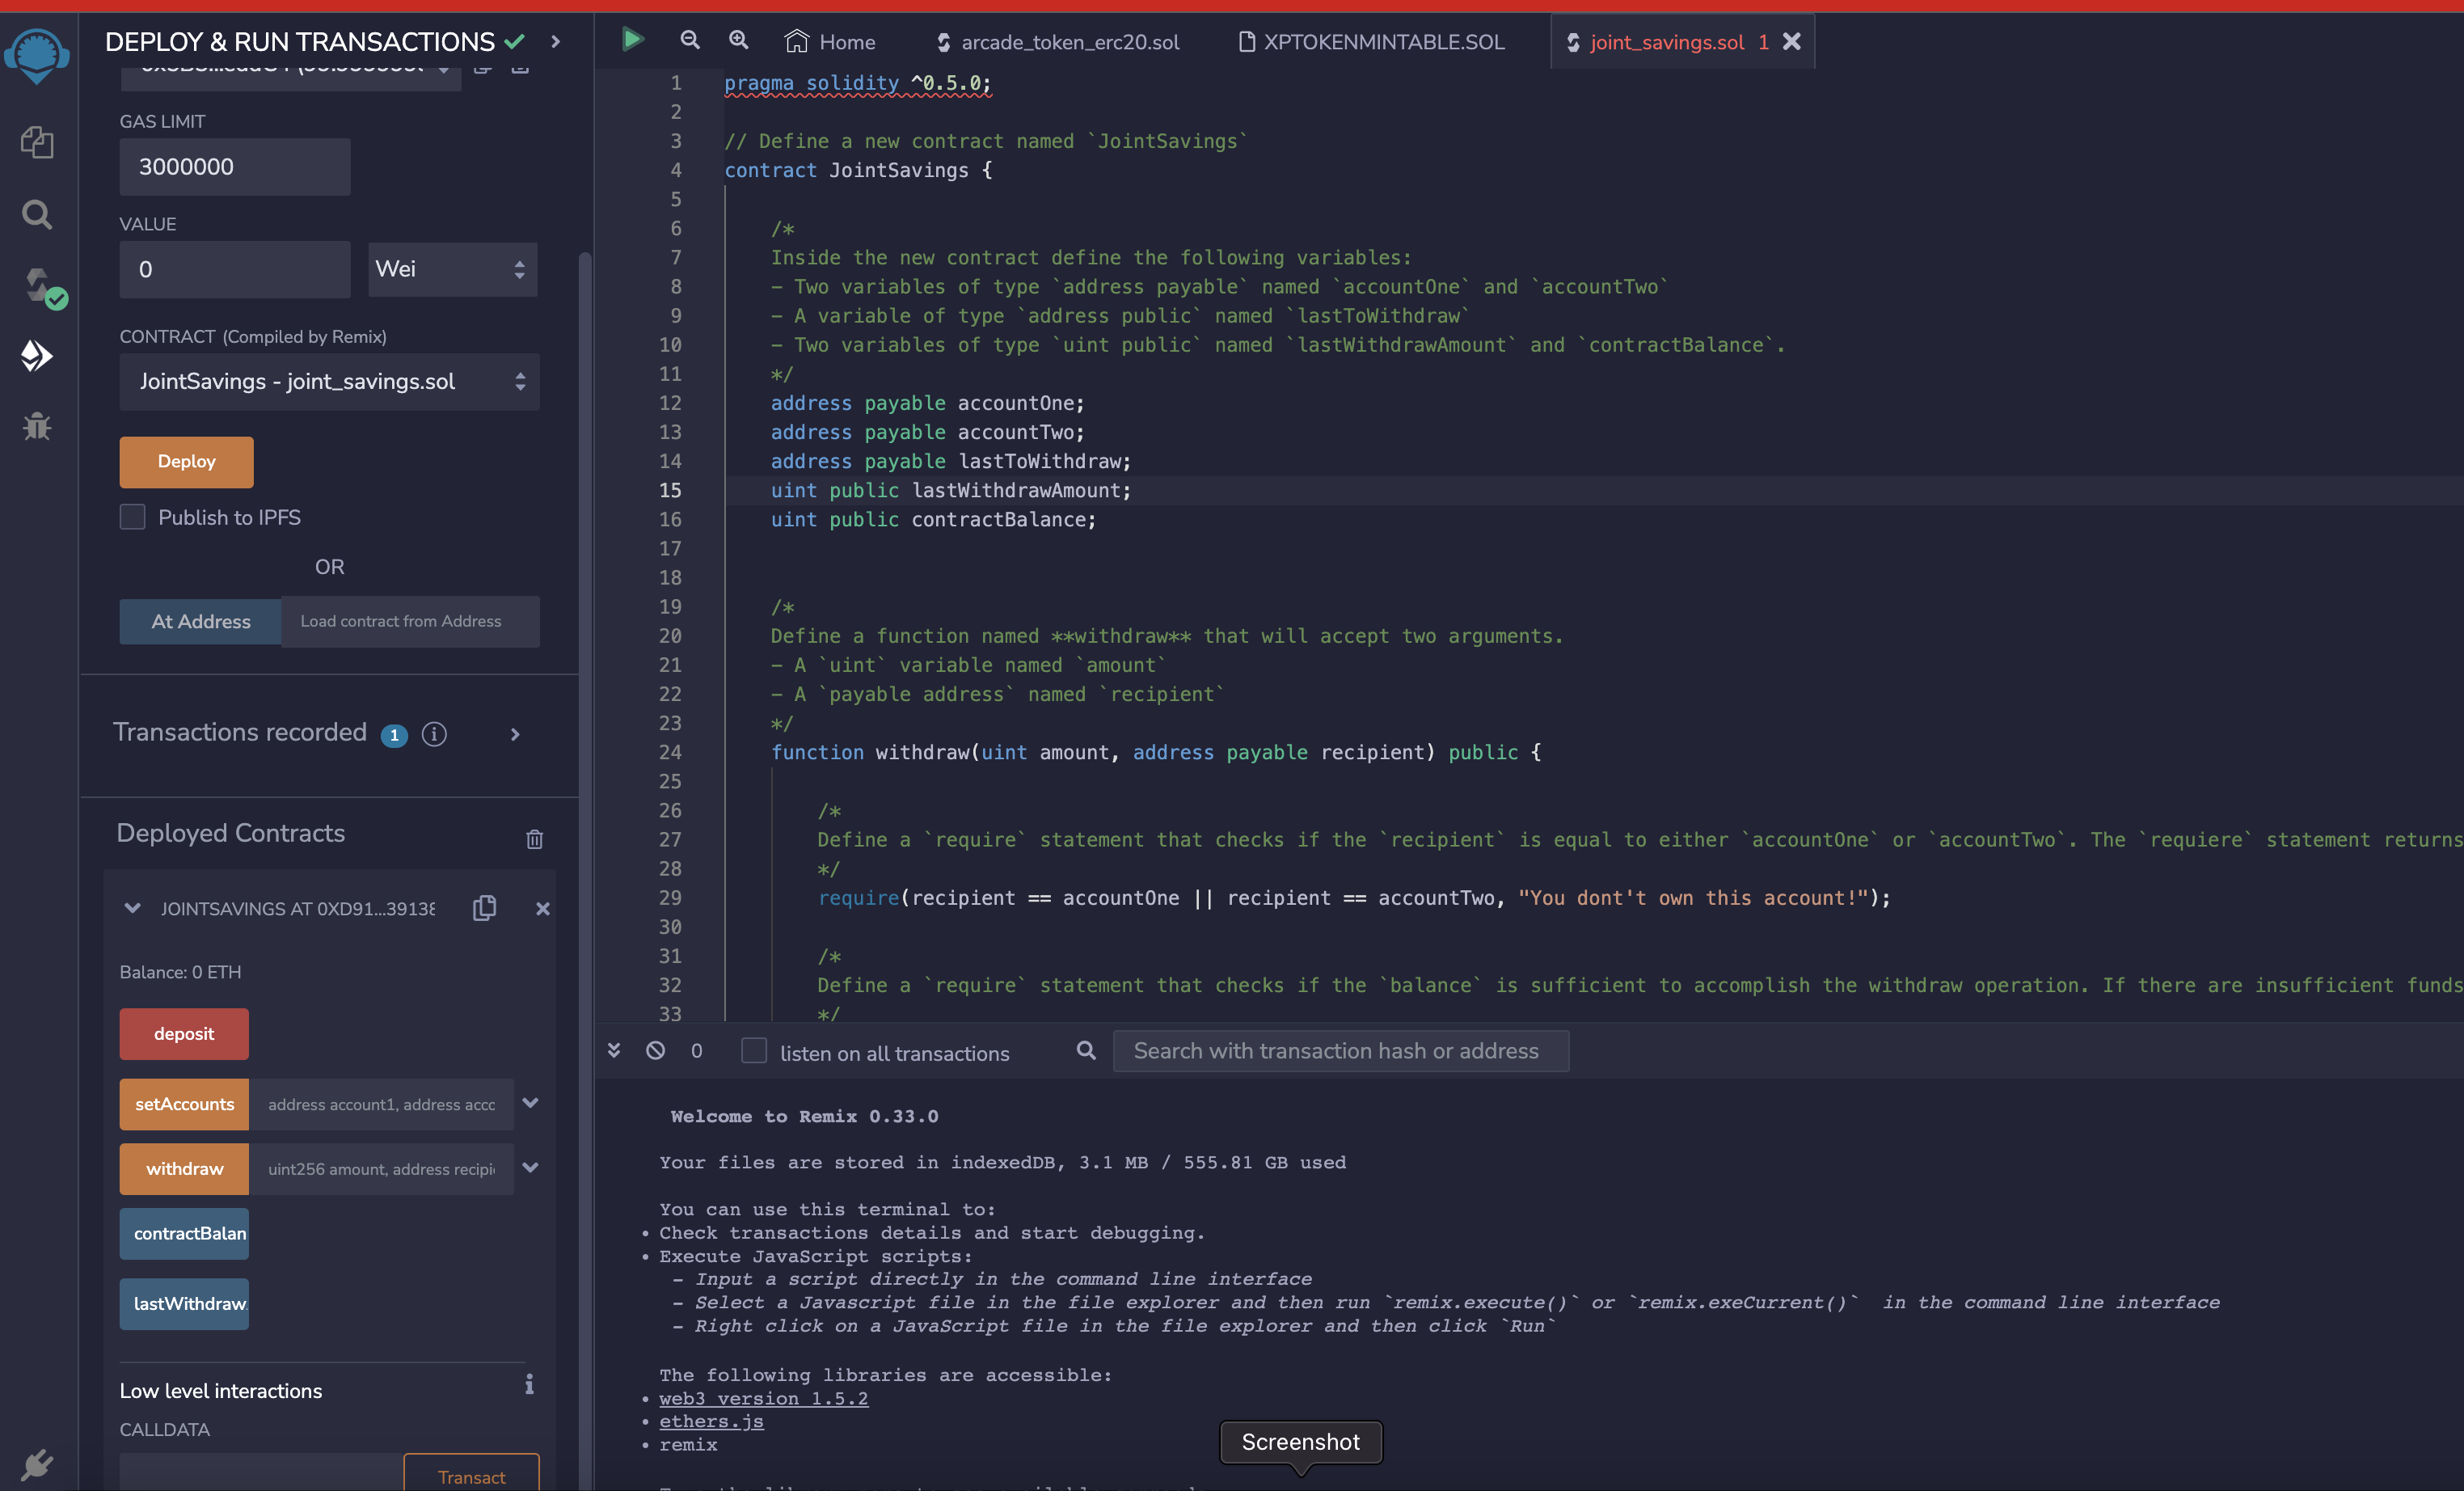 DEPLOY & RUN TRANSACTIONS
GAS LIMIT
3000000
VALUE
0
Wei
CONTRACT (Compiled by Remix)
JointSavings - joint_savings.sol
Deploy
Publish to IPFS
OR
At Address
Load contract from Address
Transactions recorded 1
Deployed Contracts
JOINTSAVINGS AT 0XD91...39138
Balance: 0 ETH
deposit
setAccounts
address account1, address acco
withdraw
uint256 amount, address recipi
contractBalan
lastWithdraw
Low level interactions
CALLDATA
Transact
Home
arcade_token_erc20.sol
XPTOKENMINTABLE.SOL
joint_savings.sol 1
1 pragma solidity ^0.5.0;
2
3 // Define a new contract named `JointSavings`
4 contract JointSavings {
5
6 /*
7 Inside the new contract define the following variables:
8 - Two variables of type `address payable` named `accountOne` and `accountTwo`
9 - A variable of type `address public` named `lastToWithdraw`
10 - Two variables of type `uint public` named `lastWithdrawAmount` and `contractBalance`.
11 */
12 address payable accountOne;
13 address payable accountTwo;
14 address payable lastToWithdraw;
15 uint public lastWithdrawAmount;
16 uint public contractBalance;
17
18
19 /*
20 Define a function named **withdraw** that will accept two arguments.
21 - A `uint` variable named `amount`
22 - A `payable address` named `recipient`
23 */
24 function withdraw(uint amount, address payable recipient) public {
25
26 /*
27 Define a `require` statement that checks if the `recipient` is equal to either `accountOne` or `accountTwo`. The `requiere` statement returns
28 */
29 require(recipient == accountOne || recipient == accountTwo, "You dont't own this account!");
30
31 /*
32 Define a `require` statement that checks if the `balance` is sufficient to accomplish the withdraw operation. If there are insufficient funds
33 */
0
listen on all transactions
Search with transaction hash or address
Welcome to Remix 0.33.0
Your files are stored in indexedDB, 3.1 MB / 555.81 GB used
You can use this terminal to:
• Check transactions details and start debugging.
• Execute JavaScript scripts:
- Input a script directly in the command line interface
- Select a Javascript file in the file explorer and then run `remix.execute()` or `remix.exeCurrent()` in the command line interface
- Right click on a JavaScript file in the file explorer and then click `Run`
The following libraries are accessible:
• web3 version 1.5.2
• ethers.js
• remix
Screenshot